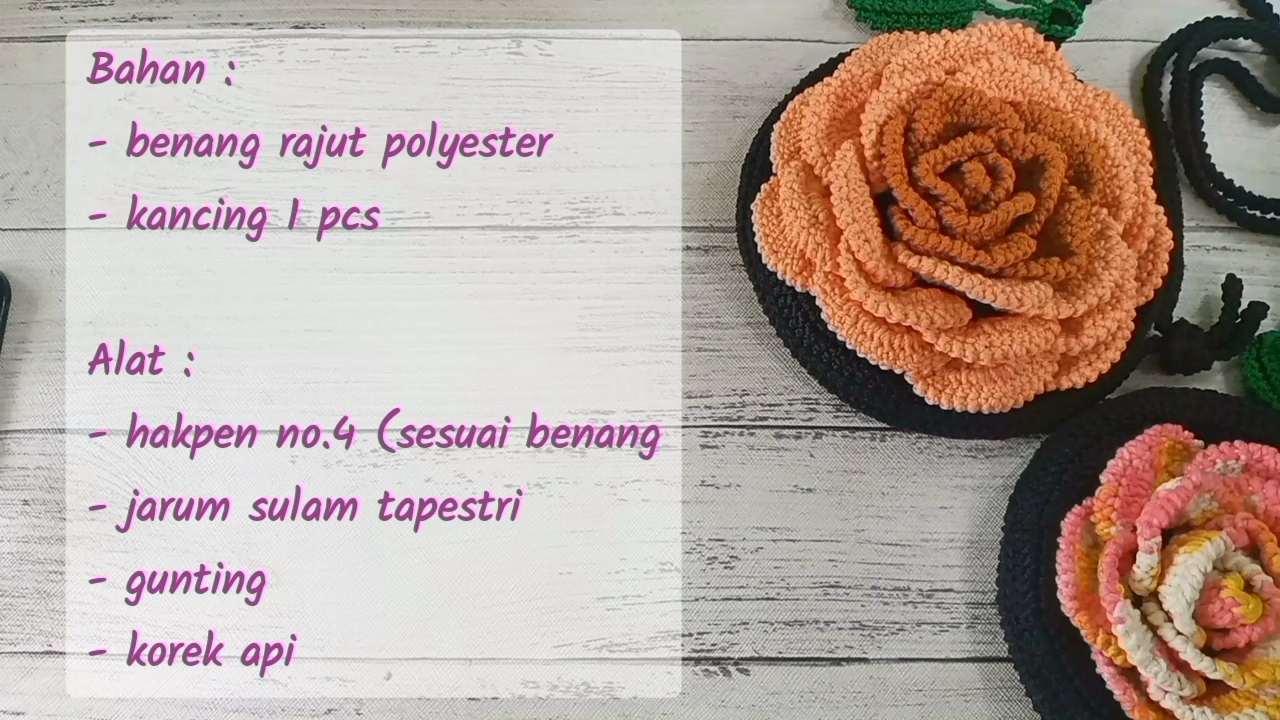 Bahan :
- benang rajut polyester
- kancing 1 pcs
Alat :
- hakpen no.4 (sesuai benang
- jarum sulam tapestri
- gunting
- korek api